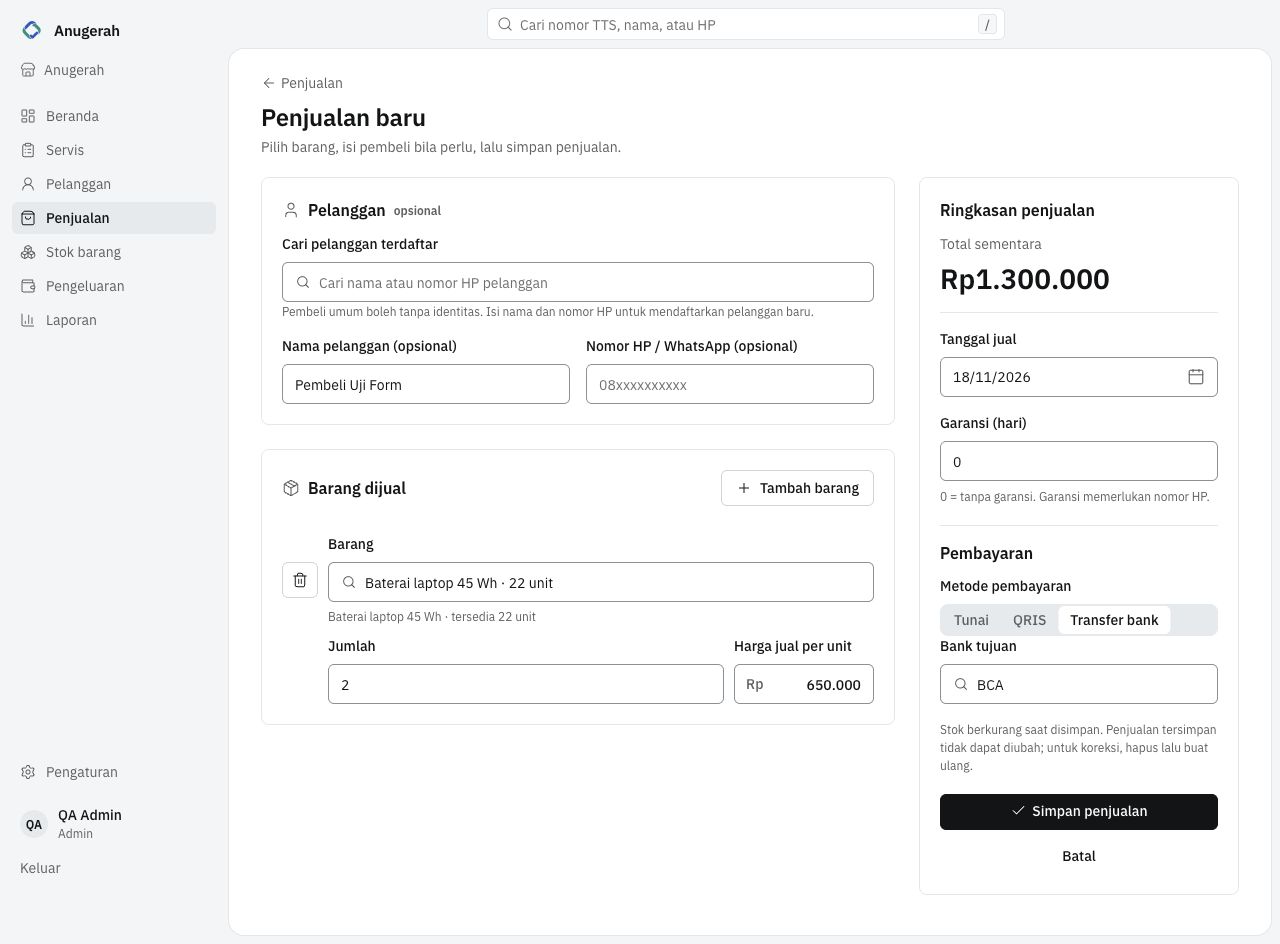 Anugerah
Cari nomor TTS, nama, atau HP
/
Anugerah
Beranda
Servis
Pelanggan
Penjualan
Stok barang
Pengeluaran
Laporan
Pengaturan
QA
QA Admin
Admin
Keluar
Penjualan
Penjualan baru
Pilih barang, isi pembeli bila perlu, lalu simpan penjualan.
Pelanggan opsional
Cari pelanggan terdaftar
Cari nama atau nomor HP pelanggan
Pembeli umum boleh tanpa identitas. Isi nama dan nomor HP untuk mendaftarkan pelanggan baru.
Nama pelanggan (opsional)
Pembeli Uji Form
Nomor HP / WhatsApp (opsional)
08xxxxxxxxxx
Barang dijual
Tambah barang
Barang
Baterai laptop 45 Wh · 22 unit
Baterai laptop 45 Wh · tersedia 22 unit
Jumlah
2
Harga jual per unit
Rp 650.000
Ringkasan penjualan
Total sementara
Rp1.300.000
Tanggal jual
18/11/2026
Garansi (hari)
0
0 = tanpa garansi. Garansi memerlukan nomor HP.
Pembayaran
Metode pembayaran
Tunai QRIS Transfer bank
Bank tujuan
BCA
Stok berkurang saat disimpan. Penjualan tersimpan
tidak dapat diubah; untuk koreksi, hapus lalu buat
ulang.
Simpan penjualan
Batal